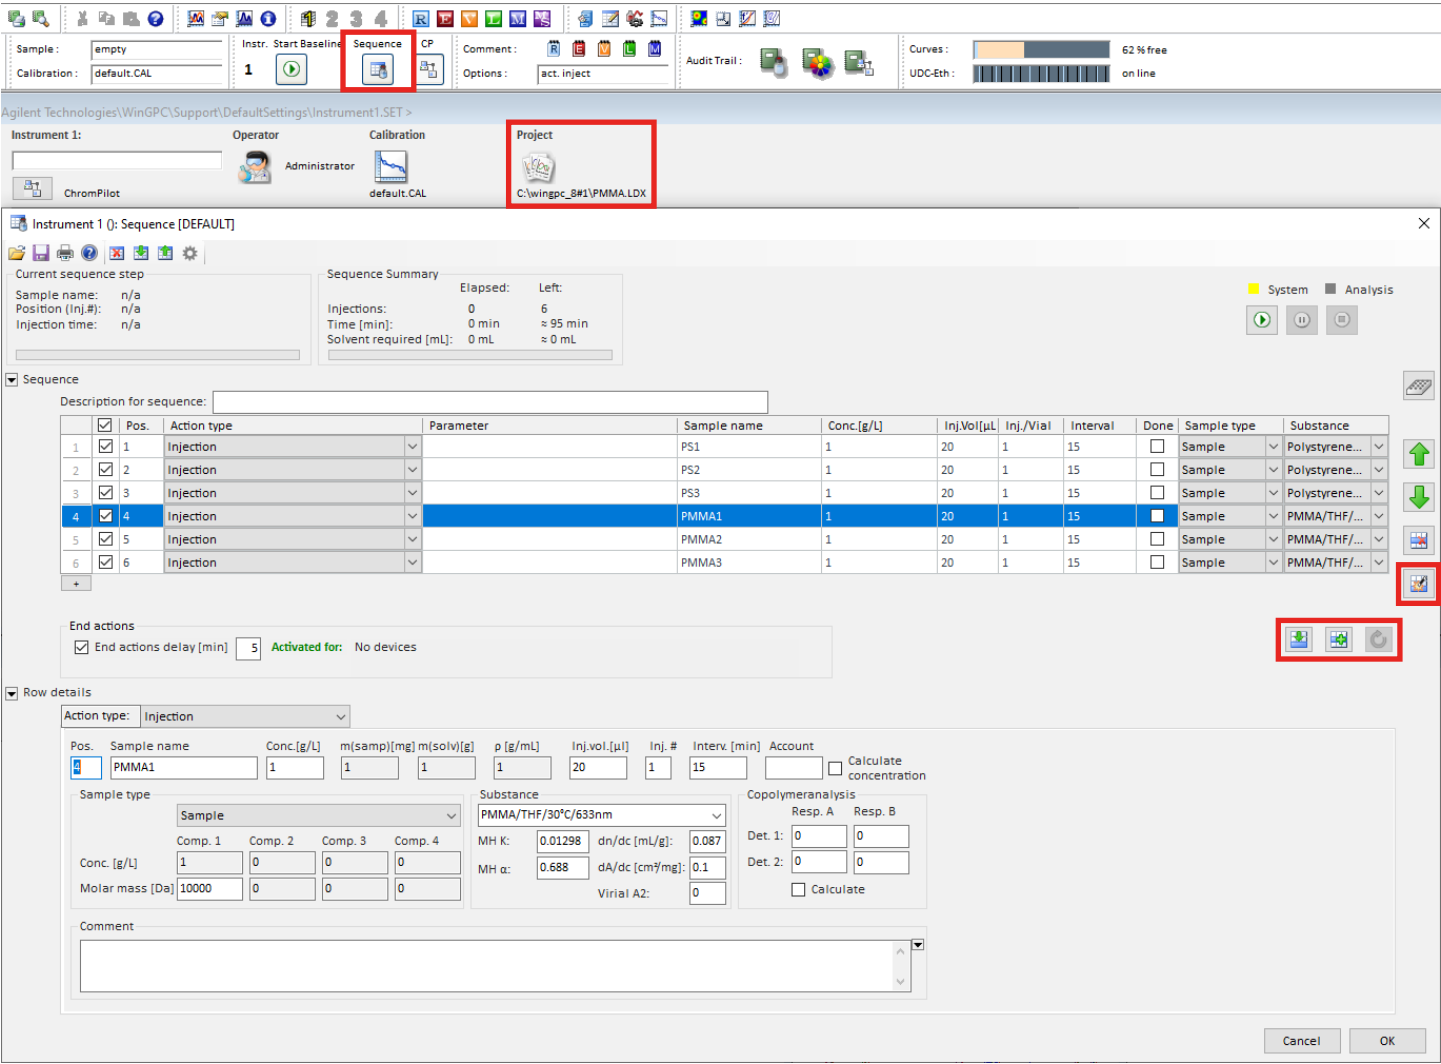 2 3 4 R E V L M
Sample : empty Instr. Start Baseline Sequence CP Comment : R E V L M Audit Trail : Curves : 62 % free
Calibration : default.CAL 1 Options : act. inject UDC-Eth : on line
Agilent Technologies\WinGPC\Support\DefaultSettings\Instrument1.SET >
Instrument 1: Operator Calibration Project
Administrator
ChromPilot default.CAL C:\wingpc_8#1\PMMA.LDX
Instrument 1 (): Sequence [DEFAULT]
Current sequence step Sequence Summary
Elapsed: Left:
Sample name: n/a System Analysis
Position (Inj.#): n/a Injections: 0 6
Injection time: n/a Time [min]: 0 min ≈ 95 min
Solvent required [mL]: 0 mL ≈ 0 mL
Sequence
Description for sequence:
Pos. Action type Parameter Sample name Conc.[g/L] Inj.Vol[µL Inj./Vial Interval Done Sample type Substance
1 1 Injection PS1 1 20 1 15 Sample Polystyrene...
2 2 Injection PS2 1 20 1 15 Sample Polystyrene...
3 3 Injection PS3 1 20 1 15 Sample Polystyrene...
4 4 Injection PMMA1 1 20 1 15 Sample PMMA/THF/...
5 5 Injection PMMA2 1 20 1 15 Sample PMMA/THF/...
6 6 Injection PMMA3 1 20 1 15 Sample PMMA/THF/...
+
End actions
End actions delay [min] 5 Activated for: No devices
Row details
Action type: Injection
Pos. Sample name Conc.[g/L] m(samp)[mg] m(solv)[g] ρ [g/mL] Inj.vol.[µl] Inj. # Interv. [min] Account
4 PMMA1 1 1 1 1 20 1 15 Calculate
concentration
Sample type Substance Copolymeranalysis
Sample PMMA/THF/30°C/633nm Resp. A Resp. B
Comp. 1 Comp. 2 Comp. 3 Comp. 4 MH K: 0.01298 dn/dc [mL/g]: 0.087 Det. 1: 0 0
Conc. [g/L] 1 0 0 0 MH α: 0.688 dA/dc [cm²/mg]: 0.1 Det. 2: 0 0
Molar mass [Da] 10000 0 0 0 Virial A2: 0 Calculate
Comment
Cancel OK